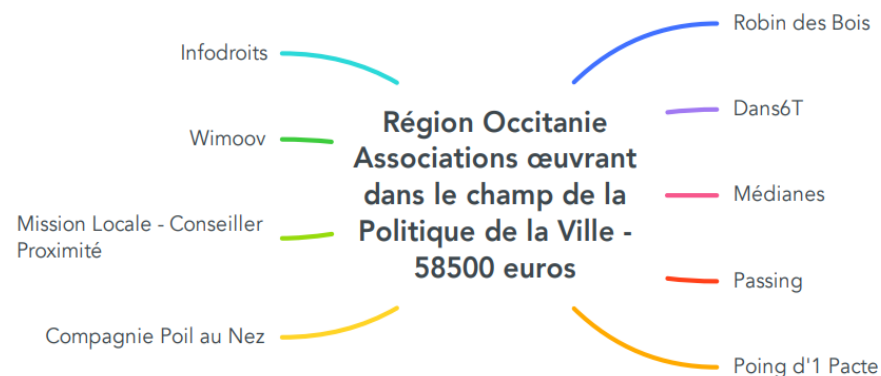 Région Occitanie
Associations œuvrant
dans le champ de la
Politique de la Ville -
58500 euros
Robin des Bois
Dans6T
Médianes
Passing
Poing d'1 Pacte
Infodroits
Wimoov
Mission Locale - Conseiller
Proximité
Compagnie Poil au Nez